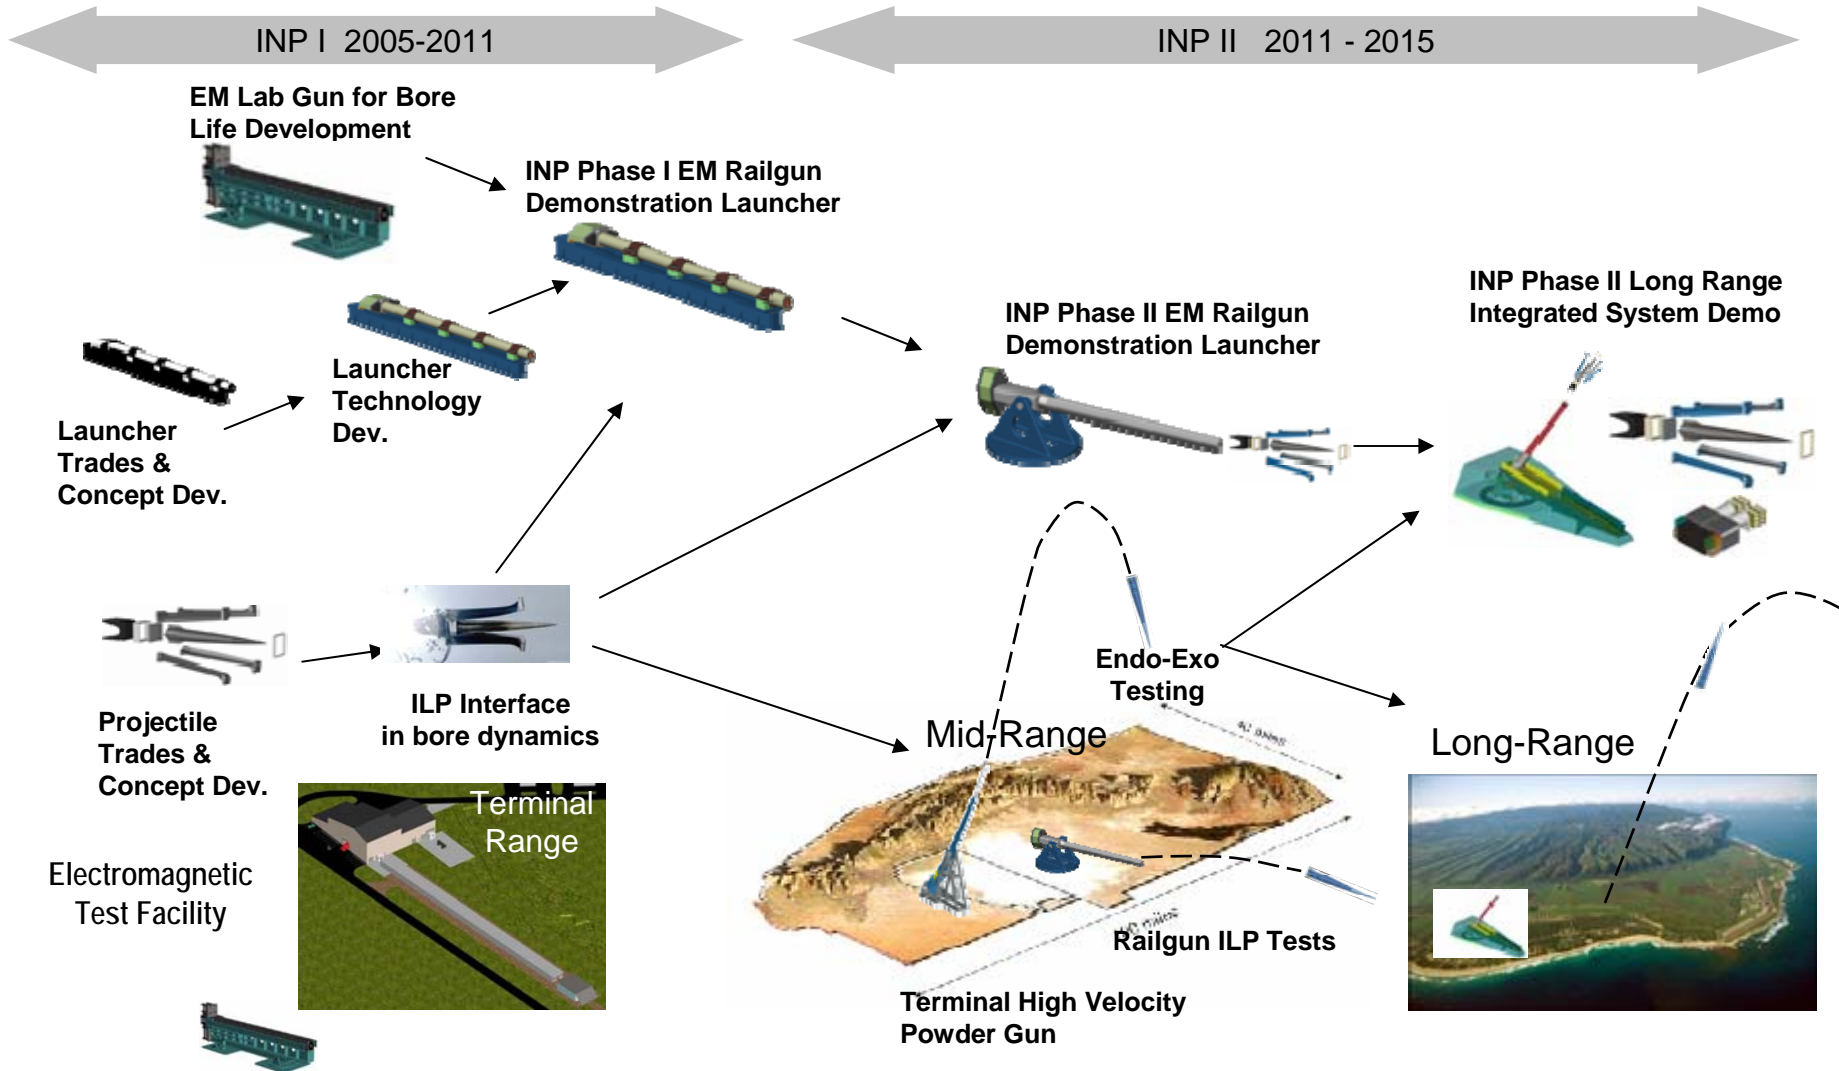 INP I 2005-2011
INP II 2011 - 2015
EM Lab Gun for Bore
Life Development
INP Phase I EM Railgun
Demonstration Launcher
INP Phase II Long Range
Integrated System Demo
INP Phase II EM Railgun
Demonstration Launcher
Launcher
Technology
Dev.
Launcher
Trades &
Concept Dev.
Endo-Exo
Testing
ILP Interface
in bore dynamics
Projectile
Trades &
Concept Dev.
Mid-Range
Long-Range
Terminal
Range
Electromagnetic
Test Facility
miles
Railgun ILP Tests
Terminal High Velocity
Powder Gun